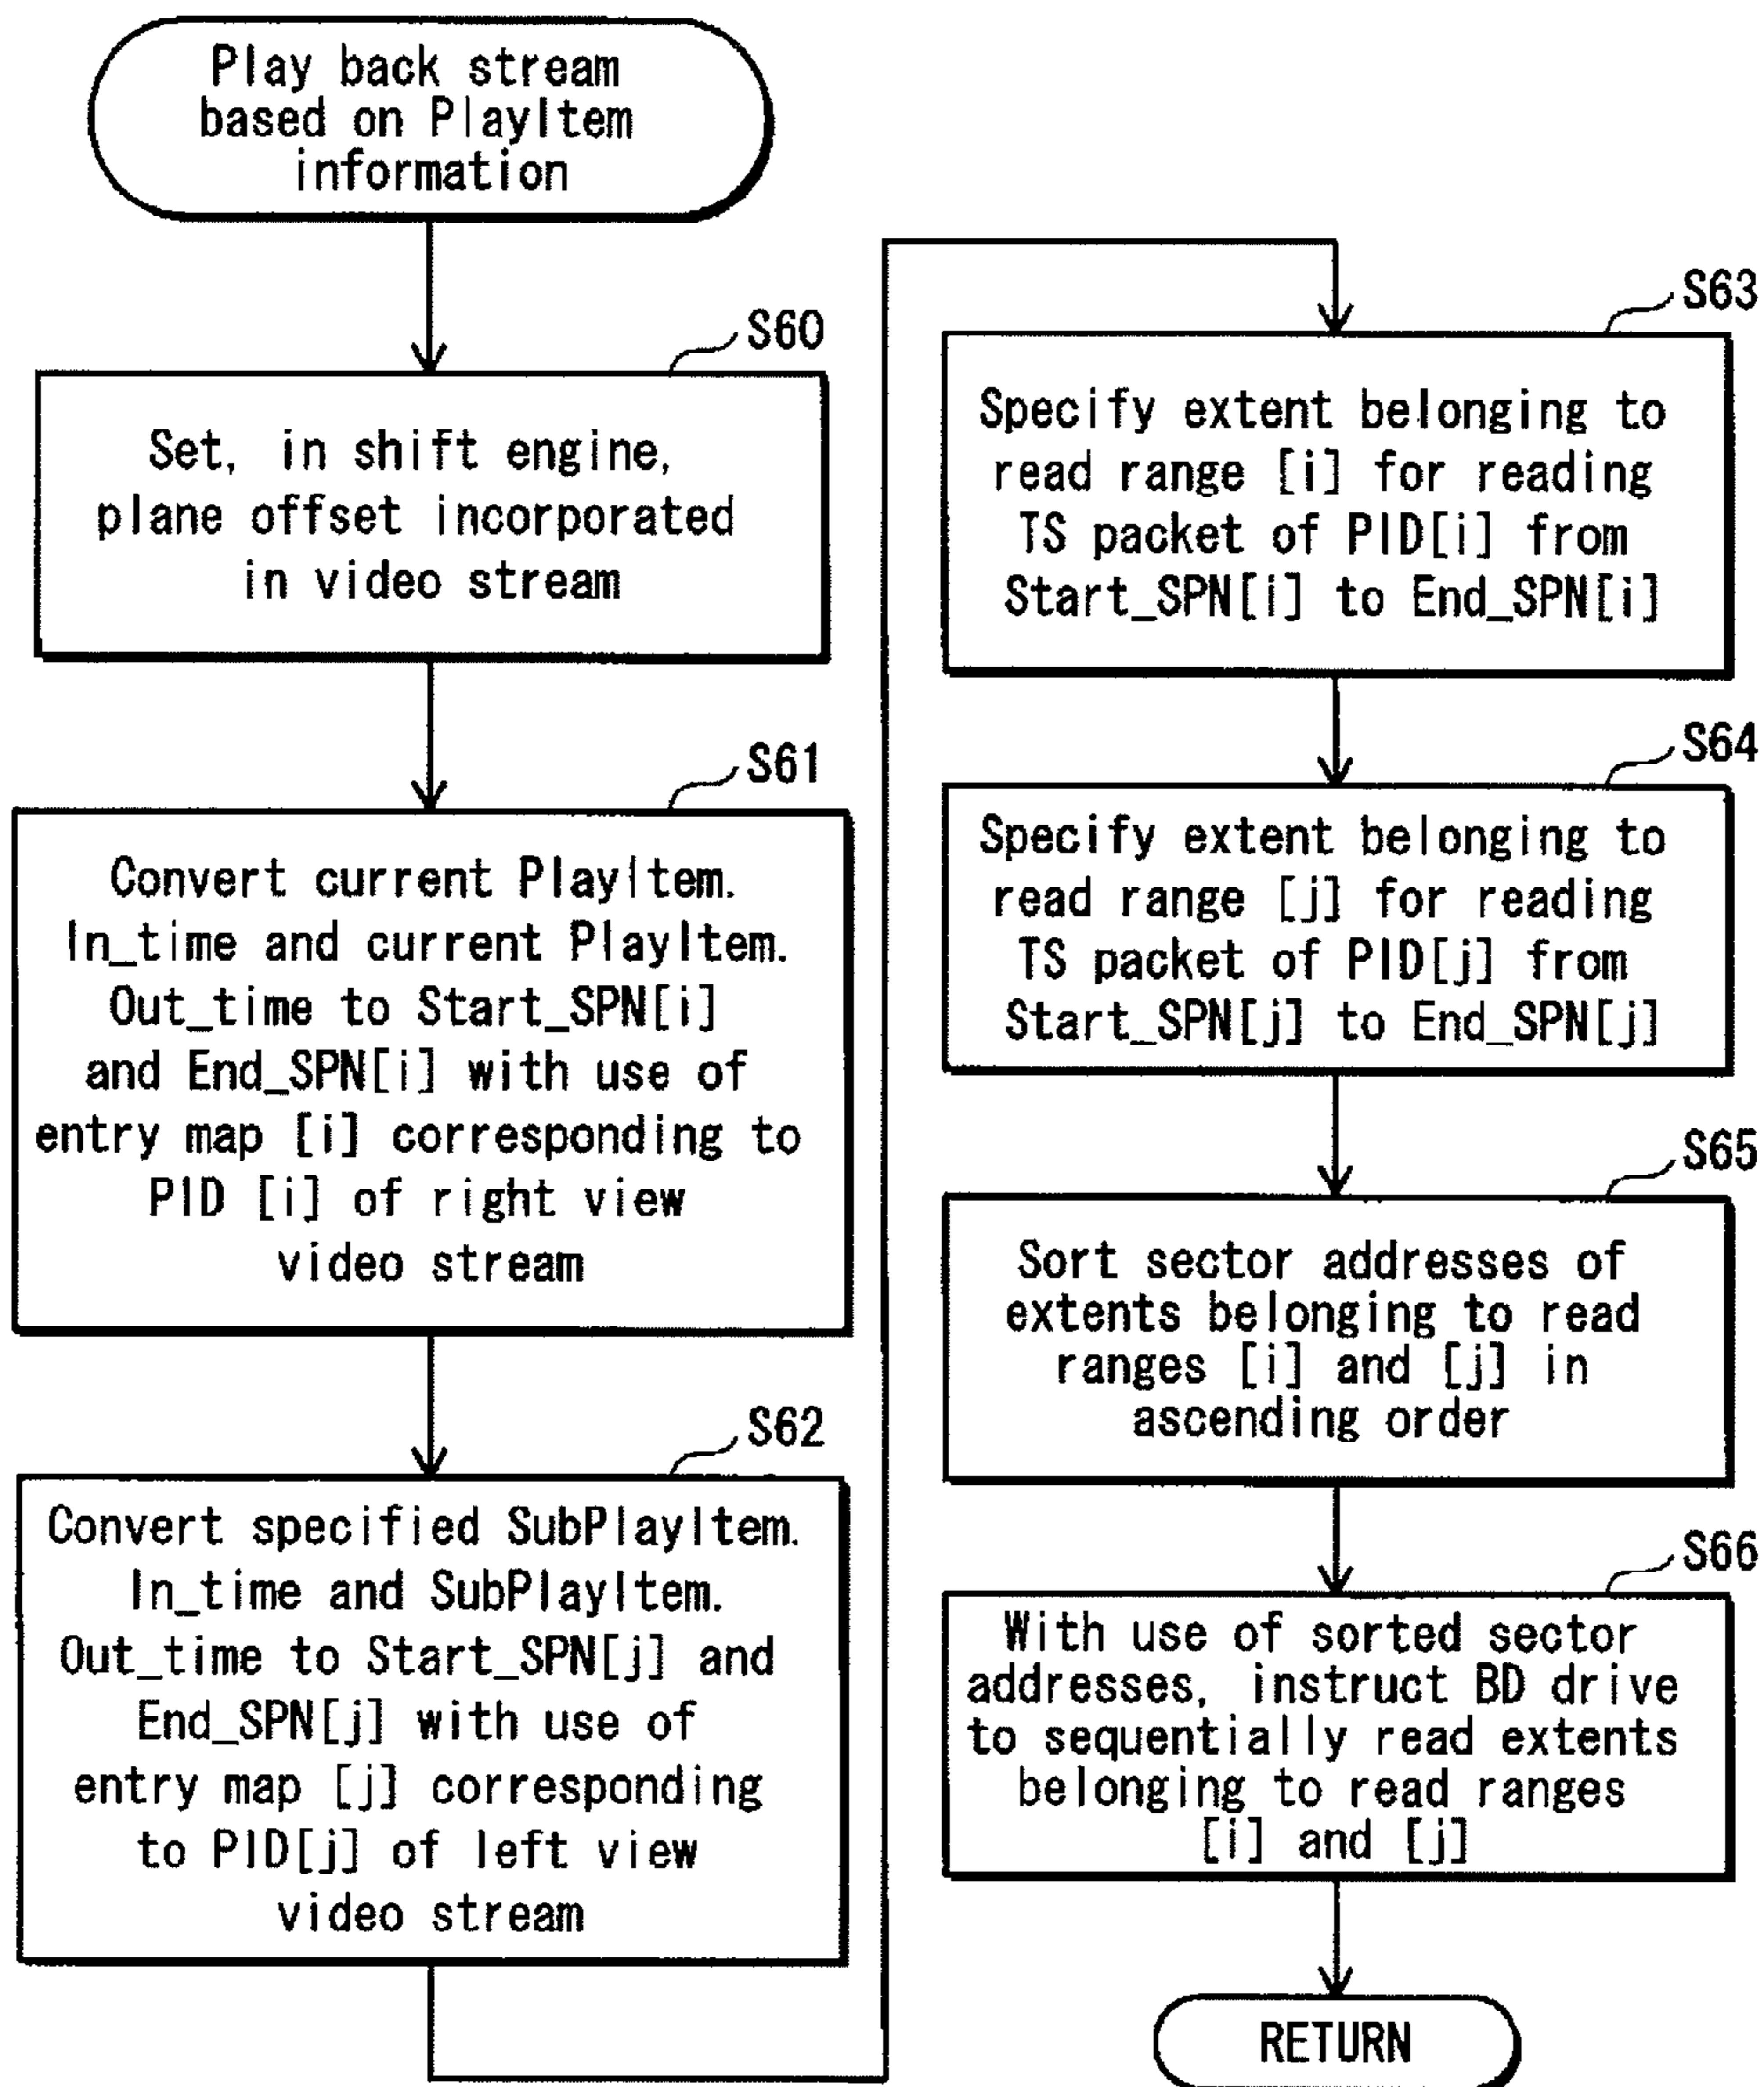 Play back stream
based on PlayItem
information
S60
Set, in shift engine,
plane offset incorporated
in video stream
S61
Convert current PlayItem.
In_time and current PlayItem.
Out_time to Start_SPN[i]
and End_SPN[i] with use of
entry map [i] corresponding to
PID [i] of right view
video stream
S62
Convert specified SubPlayItem.
In_time and SubPlayItem.
Out_time to Start_SPN[j] and
End_SPN[j] with use of
entry map [j] corresponding
to PID[j] of left view
video stream
S63
Specify extent belonging to
read range [i] for reading
TS packet of PID[i] from
Start_SPN[i] to End_SPN[i]
S64
Specify extent belonging to
read range [j] for reading
TS packet of PID[j] from
Start_SPN[j] to End_SPN[j]
S65
Sort sector addresses of
extents belonging to read
ranges [i] and [j] in
ascending order
S66
With use of sorted sector
addresses, instruct BD drive
to sequentially read extents
belonging to read ranges
[i] and [j]
RETURN